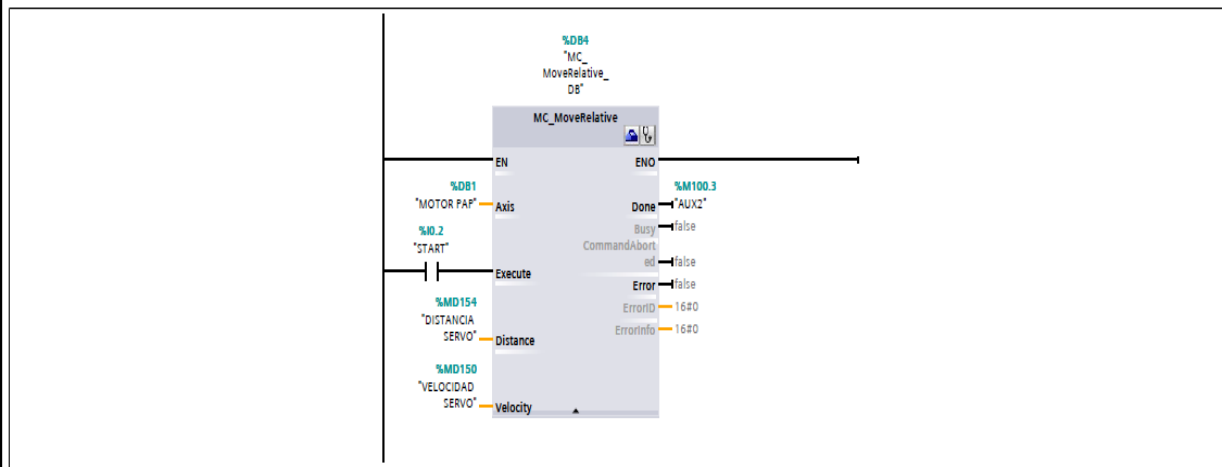 %DB4
"MC_
MoveRelative_
DB"
MC_MoveRelative
EN ENO
%DB1
"MOTOR PAP" Axis
%M100.3
Done "AUX2"
Busy false
CommandAbort
ed false
%I0.2
"START"
Execute
Error false
ErrorID 16#0
ErrorInfo 16#0
%MD154
"DISTANCIA
SERVO" Distance
%MD150
"VELOCIDAD
SERVO" Velocity